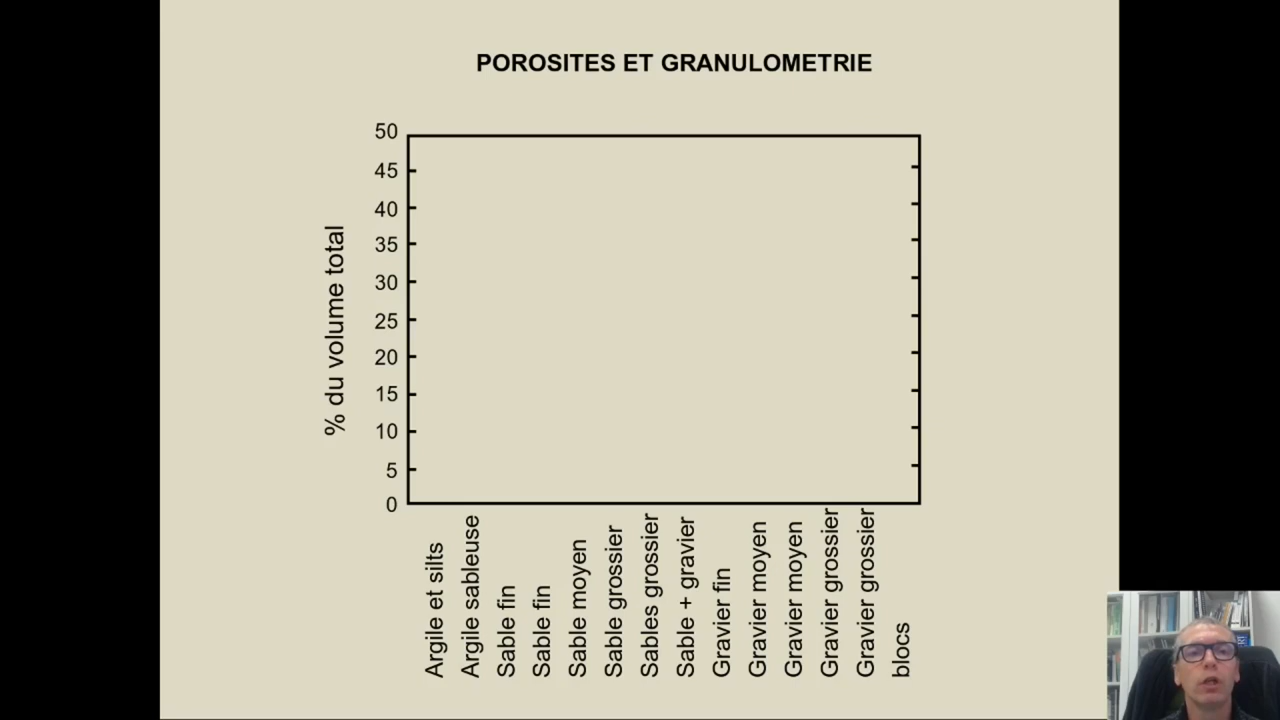 POROSITES ET GRANULOMETRIE
% du volume total
50
45
40
35
30
25
20
15
10
5
0
Argile et silts
Argile sableuse
Sable fin
Sable fin
Sable moyen
Sable grossier
Sables grossier
Sable + gravier
Gravier fin
Gravier moyen
Gravier moyen
Gravier grossier
Gravier grossier
blocs